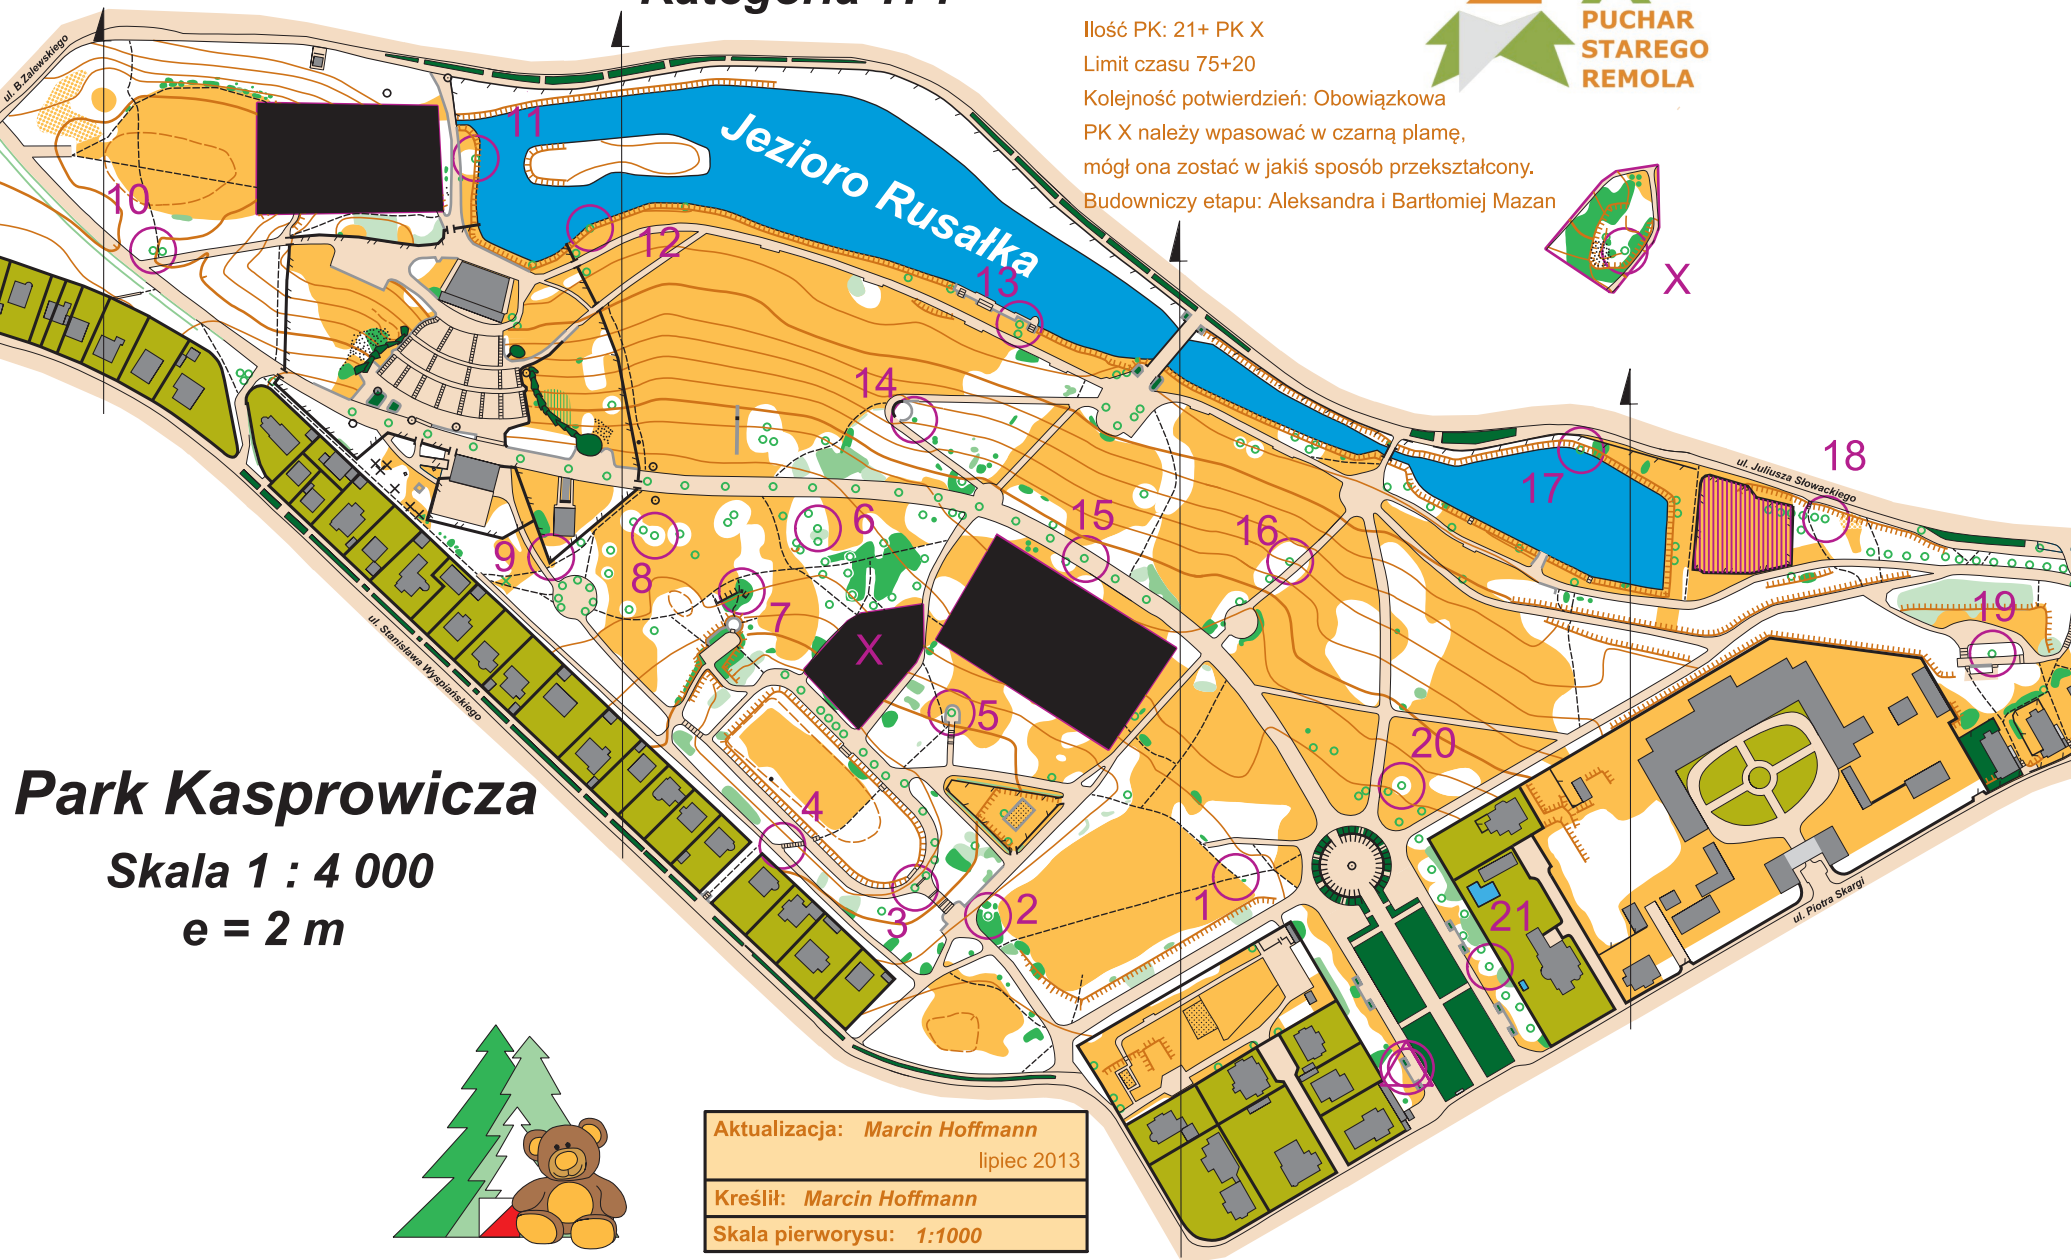 Ilość PK: 21+ PK X
Limit czasu 75+20
Kolejność potwierdzień: Obowiązkowa
PK X należy wpasować w czarną plamę,
mógł ona zostać w jakiś sposób przekształcony.
Budowniczy etapu: Aleksandra i Bartłomiej Mazan
PUCHAR
STAREGO
REMOLA
ul. B.Zalewskiego
Jezioro Rusałka
11
10
12
13
X
14
17
ul. Juliusza Słowackiego
18
6
15
16
9
8
7
X
19
5
ul. Stanisława Wyspiańskiego
20
Park Kasprowicza
4
Skala 1 : 4 000
e = 2 m
3
2
1
21
ul. Piotra Skargi
Aktualizacja: Marcin Hoffmann
lipiec 2013
Kreślił: Marcin Hoffmann
Skala pierworysu: 1:1000